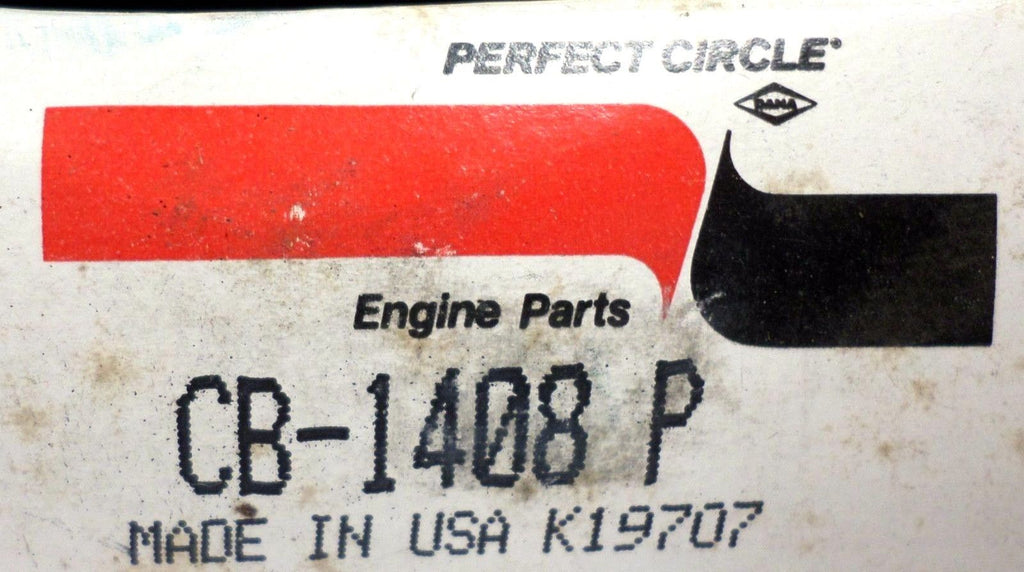 PERFECT CIRCLE®
DANA
Engine Parts
CB-1408 P
MADE IN USA K19707